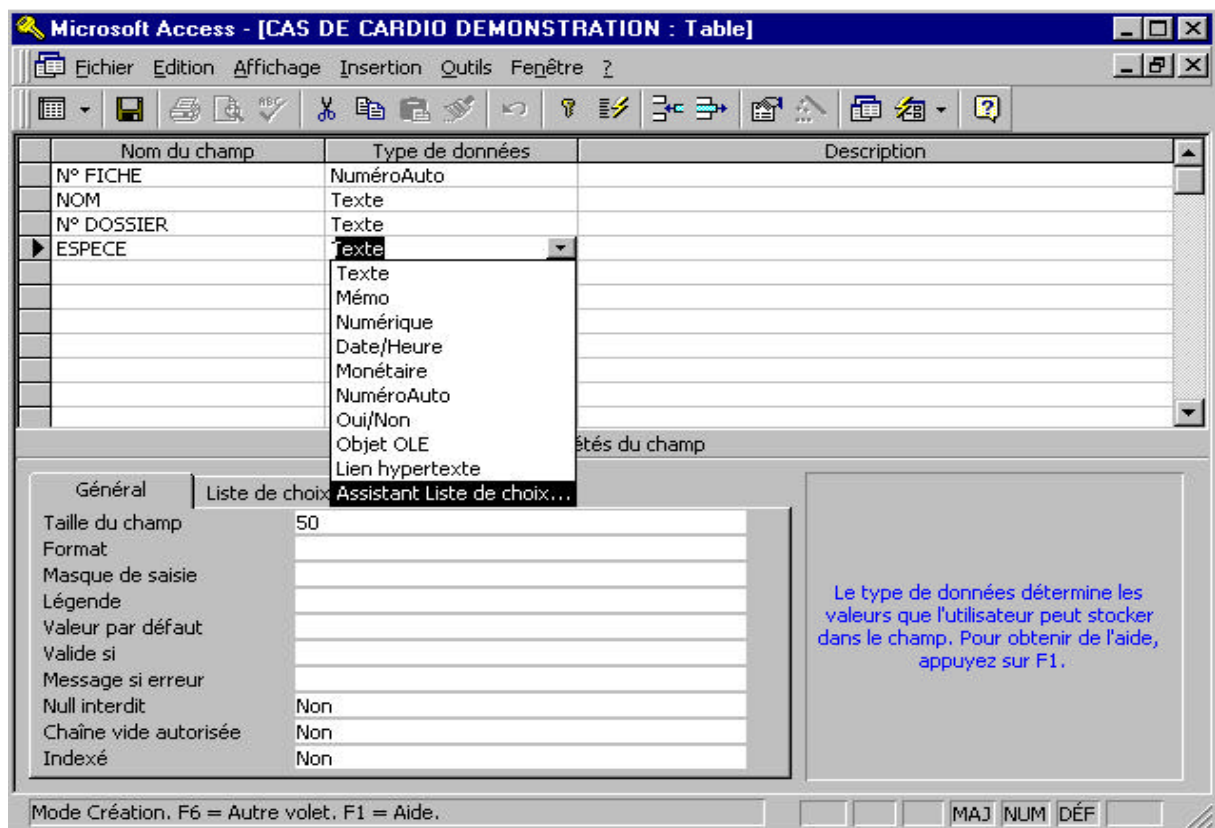 Microsoft Access - [CAS DE CARDIO DEMONSTRATION : Table]
Fichier Edition Affichage Insertion Outils Fenêtre ?
Nom du champ Type de données Description
N° FICHE NuméroAuto
NOM Texte
N° DOSSIER Texte
ESPECE Texte
Texte
Mémo
Numérique
Date/Heure
Monétaire
NuméroAuto
Oui/Non
Objet OLE
étés du champ
Lien hypertexte
Général Liste de choix Assistant Liste de choix...
Taille du champ 50
Format
Masque de saisie
Légende
Valeur par défaut
Valide si
Message si erreur
Null interdit Non
Chaîne vide autorisée Non
Indexé Non
Le type de données détermine les
valeurs que l'utilisateur peut stocker
dans le champ. Pour obtenir de l'aide,
appuyez sur F1.
Mode Création. F6 = Autre volet. F1 = Aide. MAJ NUM DÉF